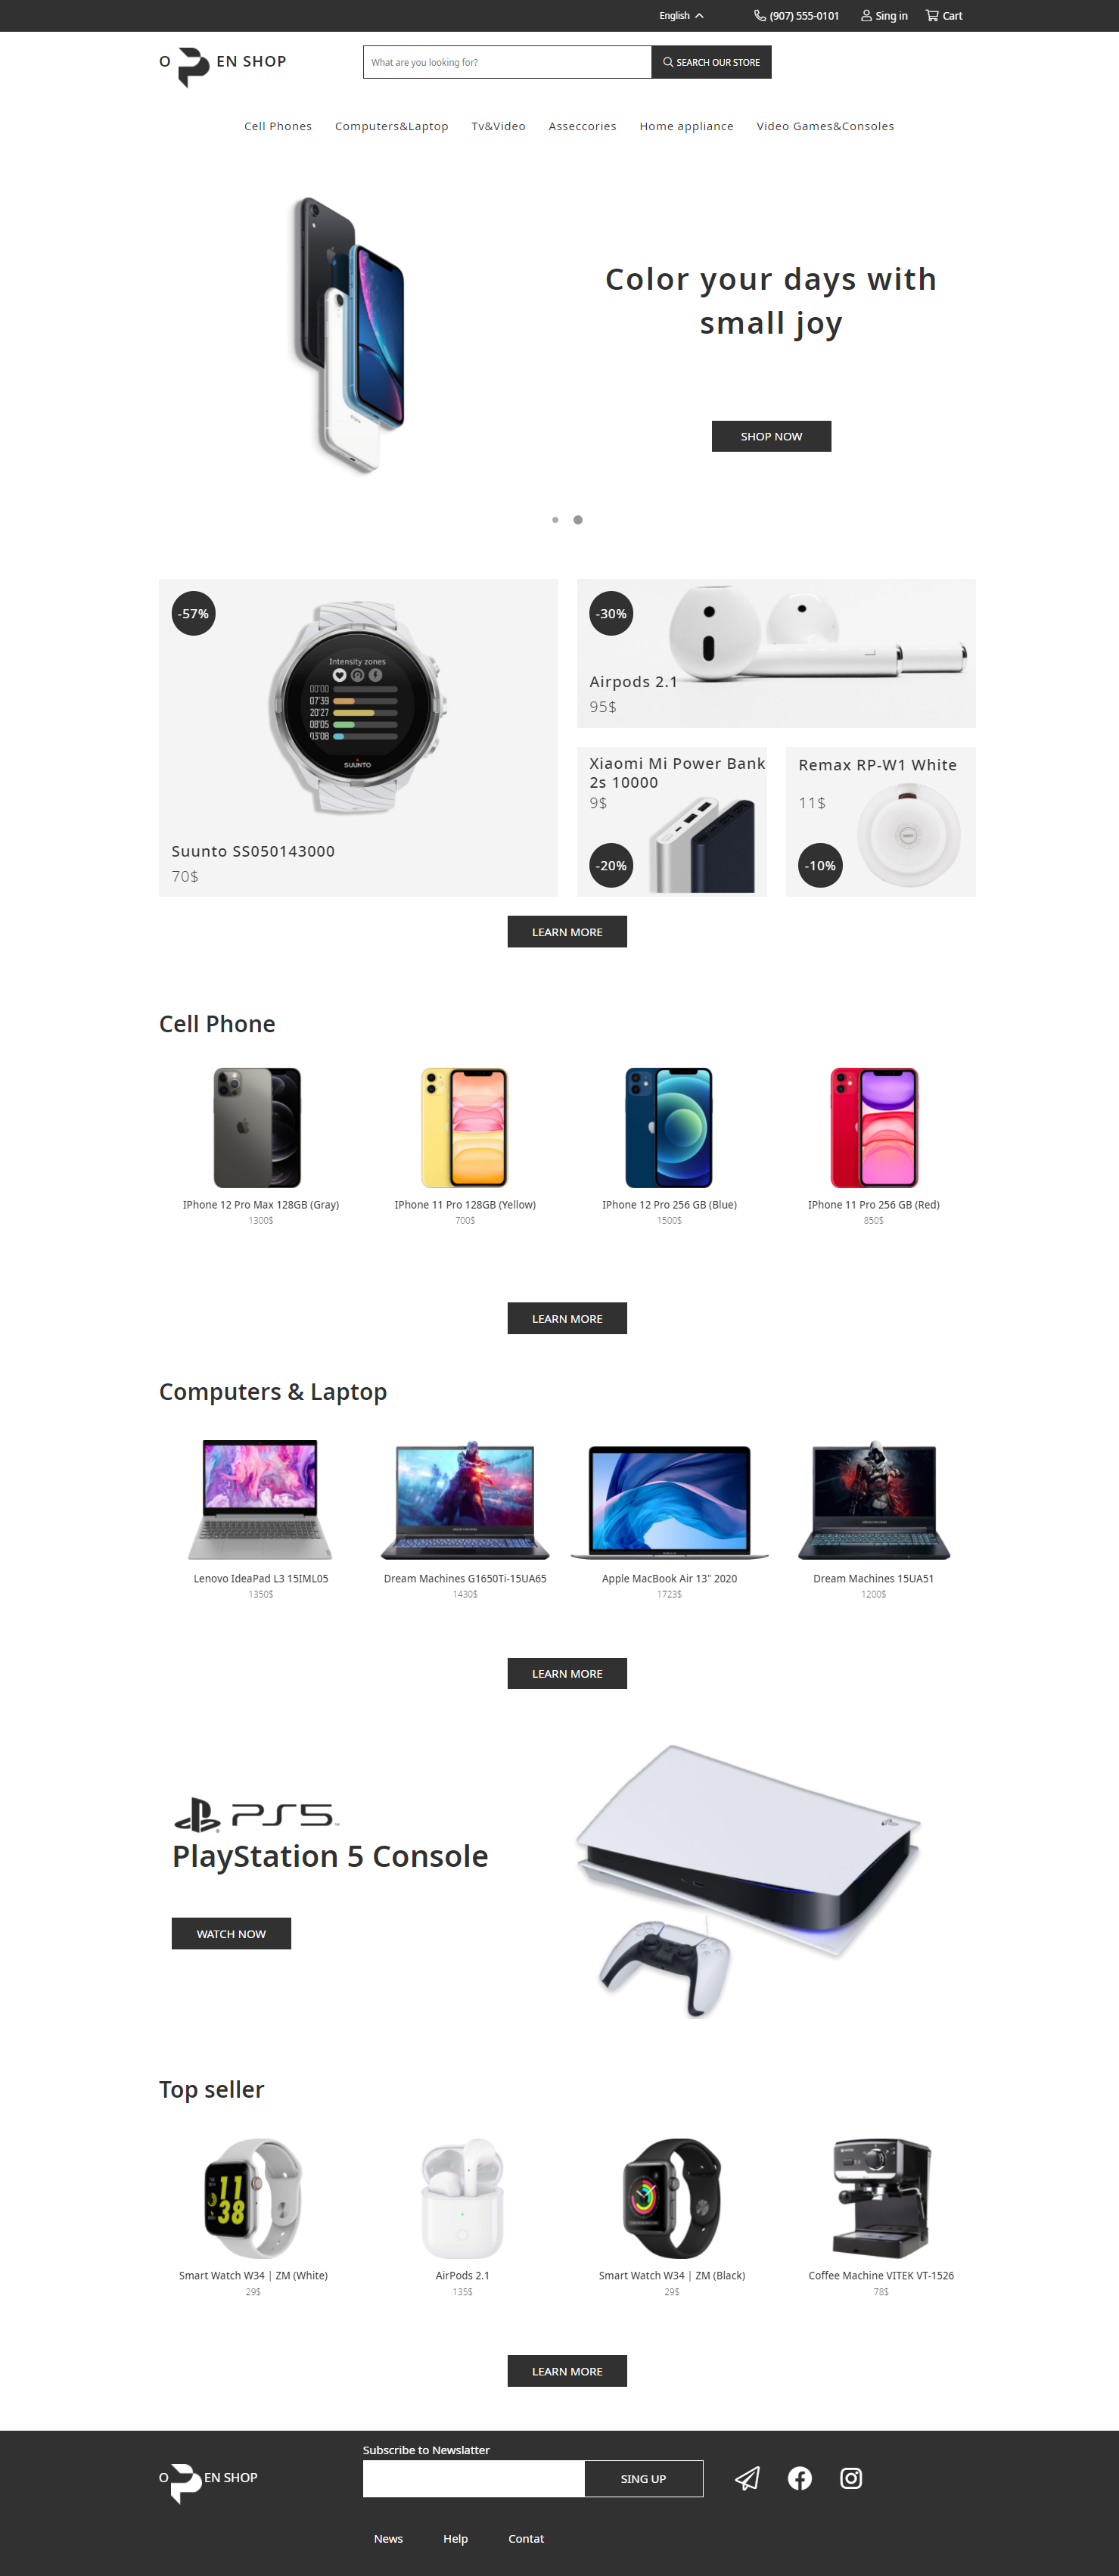 English
(907) 555-0101
Sing in
Cart
O EN SHOP
What are you looking for?
SEARCH OUR STORE
Cell Phones
Computers&Laptop
Tv&Video
Asseccories
Home appliance
Video Games&Consoles
Color your days with
small joy
SHOP NOW
-57%
Intensity zones
00'00
07'39
20'27
08'05
03'08
SUUNTO
Suunto SS050143000
70$
-30%
Airpods 2.1
95$
Xiaomi Mi Power Bank
2s 10000
9$
-20%
Remax RP-W1 White
11$
-10%
LEARN MORE
Cell Phone
IPhone 12 Pro Max 128GB (Gray)
1300$
IPhone 11 Pro 128GB (Yellow)
700$
IPhone 12 Pro 256 GB (Blue)
1500$
IPhone 11 Pro 256 GB (Red)
850$
LEARN MORE
Computers & Laptop
Lenovo IdeaPad L3 15IML05
1350$
Dream Machines G1650Ti-15UA65
1430$
Apple MacBook Air 13" 2020
1723$
Dream Machines 15UA51
1200$
LEARN MORE
PS5™
PlayStation 5 Console
WATCH NOW
Top seller
11
38
Smart Watch W34 | ZM (White)
29$
AirPods 2.1
135$
Smart Watch W34 | ZM (Black)
29$
Coffee Machine VITEK VT-1526
78$
LEARN MORE
O EN SHOP
Subscribe to Newslatter
SING UP
News
Help
Contat